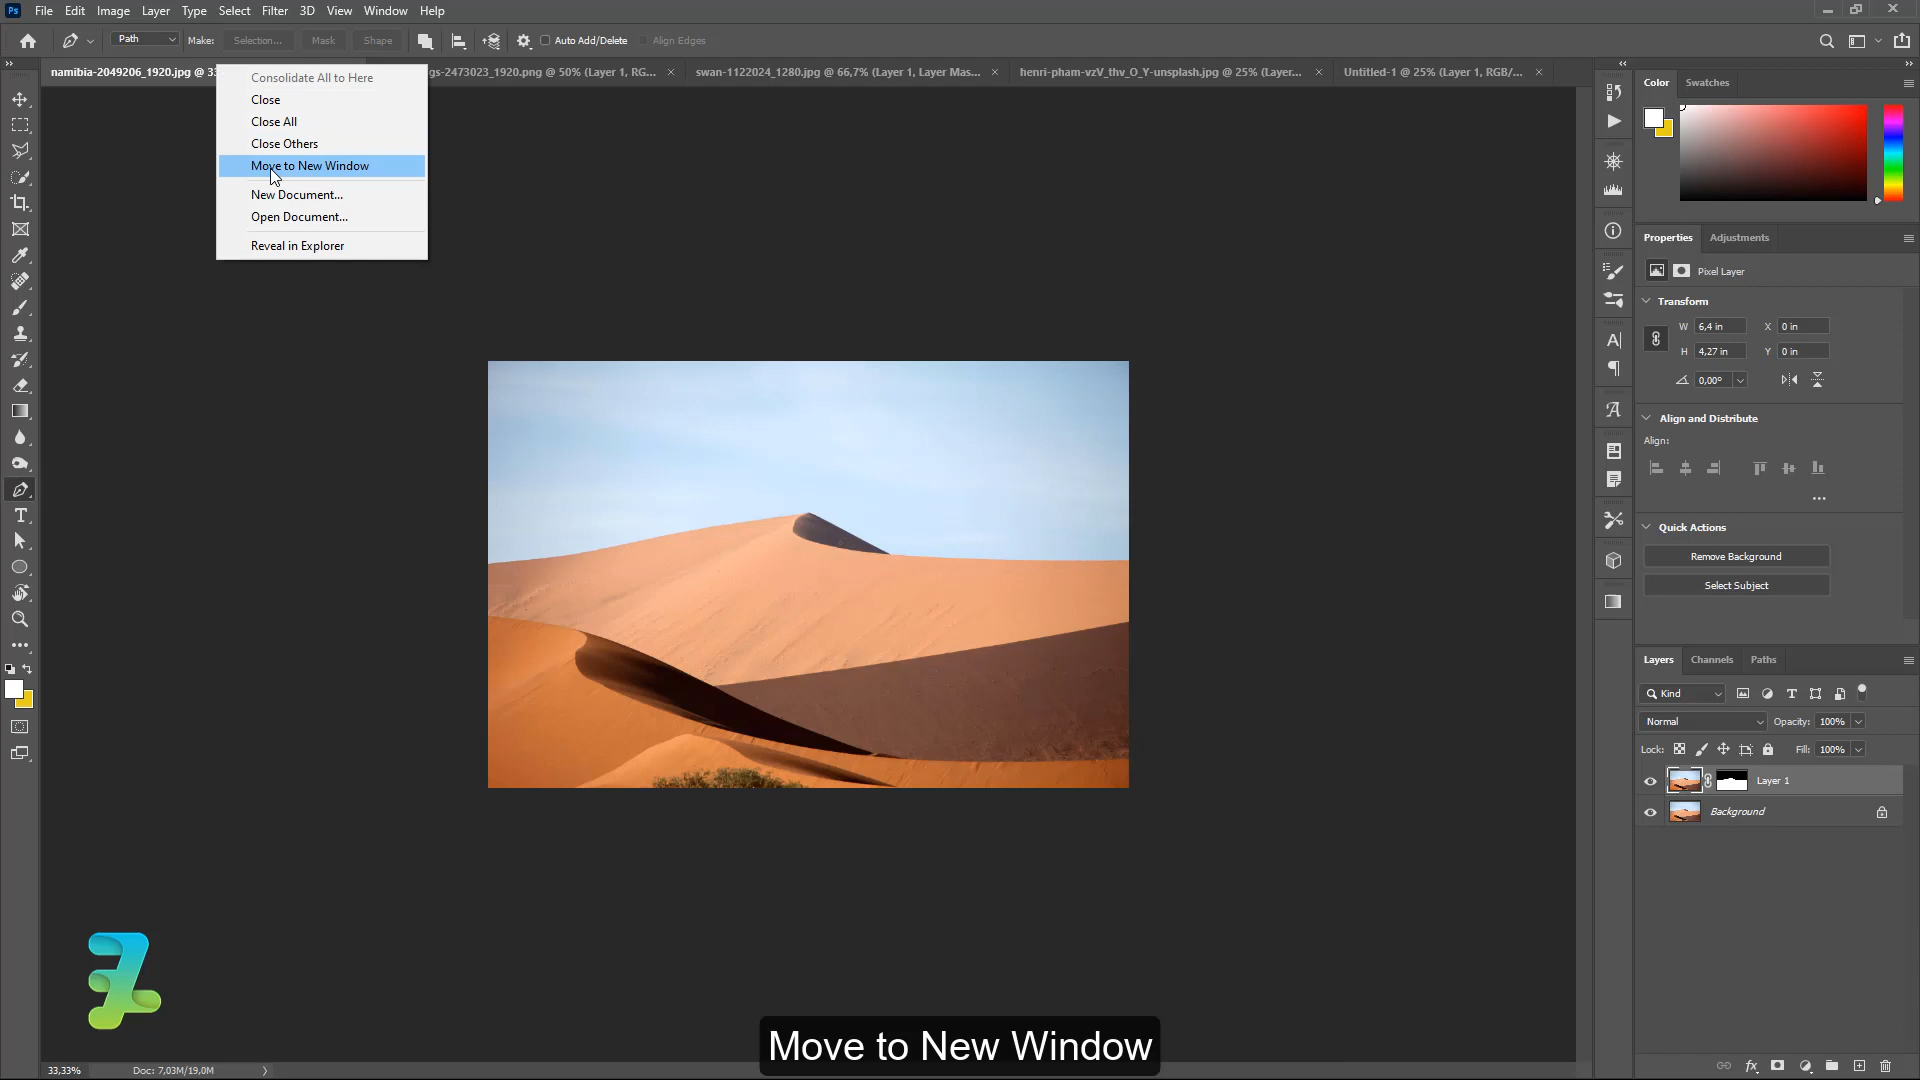 File Edit Image Layer Type Select Filter 3D View Window Help
Path Make: Selection... Mask Shape Auto Add/Delete Align Edges
namibia-2049206_1920.jpg @ 33
gs-2473023_1920.png @ 50% (Layer 1, RG...
swan-1122024_1280.jpg @ 66,7% (Layer 1, Layer Mas...
henri-pham-vzV_thv_O_Y-unsplash.jpg @ 25% (Layer...
Untitled-1 @ 25% (Layer 1, RGB/...
Consolidate All to Here
Close
Close All
Close Others
Move to New Window
New Document...
Open Document...
Reveal in Explorer
Color Swatches
Properties Adjustments
Pixel Layer
Transform
W 6,4 in X 0 in
H 4,27 in Y 0 in
0,00°
Align and Distribute
Align:
Quick Actions
Remove Background
Select Subject
Layers Channels Paths
Kind
Normal Opacity: 100%
Lock: Fill: 100%
Layer 1
Background
Move to New Window
33,33% Doc: 7,03M/19,0M